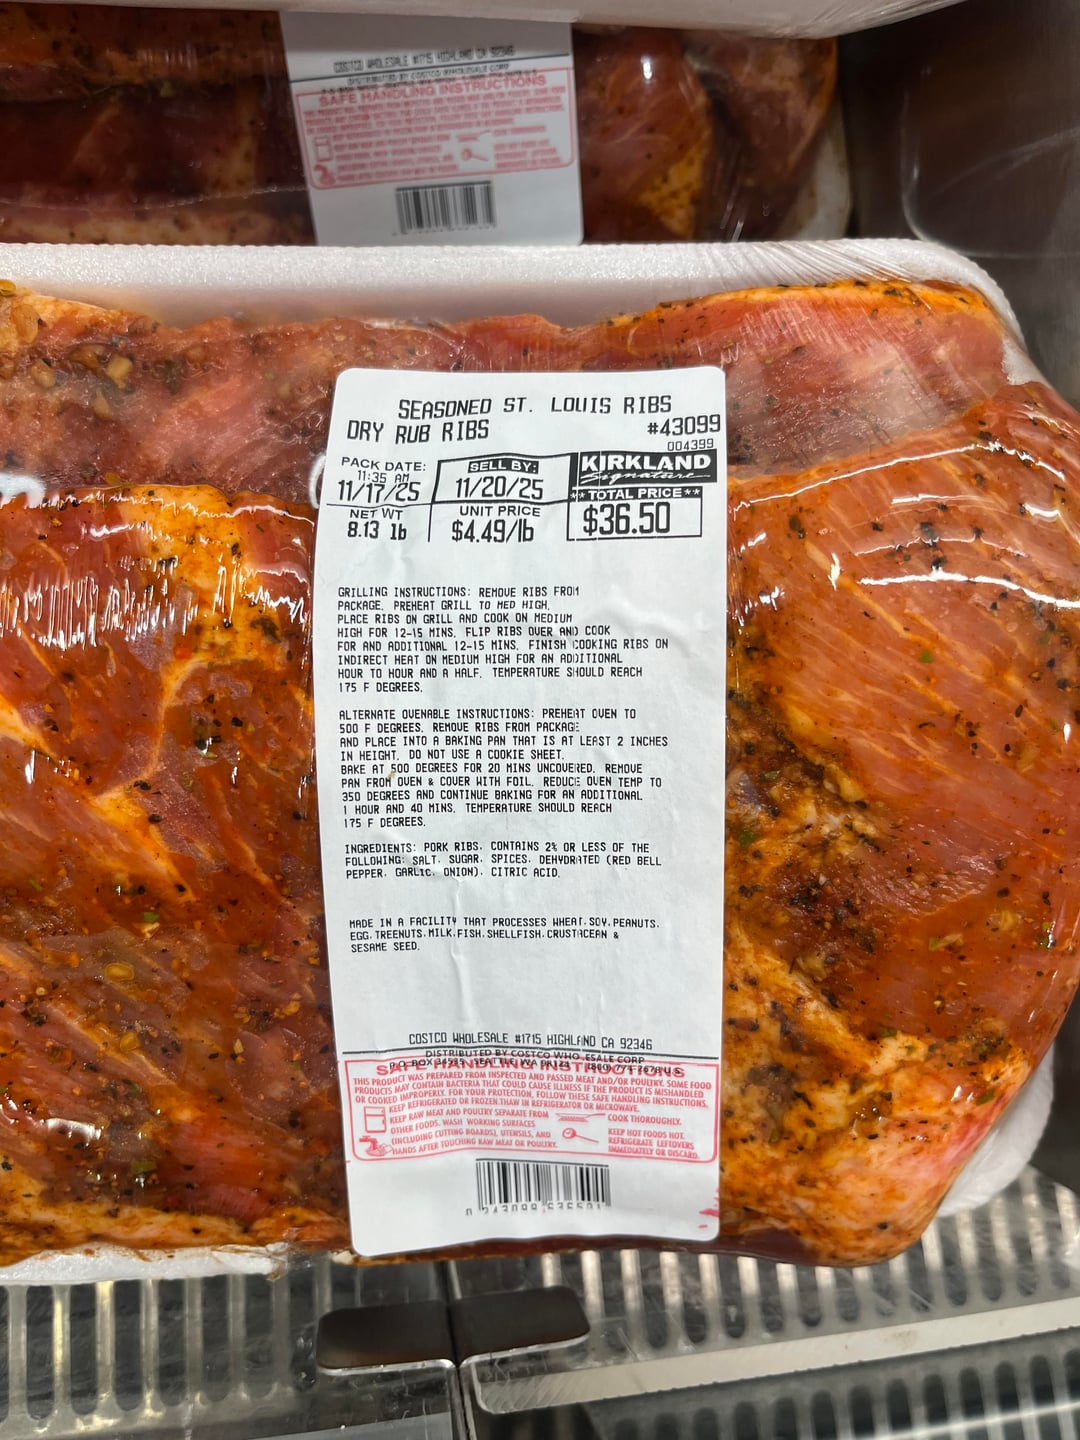 COSTCO WHOLESALE #1715 HIGHLAND CA 92346
DISTRIBUTED BY COSTCO WHOLESALE CORP
SAFE HANDLING INSTRUCTIONS
SEASONED ST. LOUIS RIBS
DRY RUB RIBS #43099
004399
PACK DATE: SELL BY: KIRKLAND
11:35 AM Signature
11/17/25 11/20/25 **TOTAL PRICE**
NET WT UNIT PRICE $36.50
8.13 lb $4.49/lb
GRILLING INSTRUCTIONS: REMOVE RIBS FROM
PACKAGE. PREHEAT GRILL TO MED HIGH.
PLACE RIBS ON GRILL AND COOK ON MEDIUM
HIGH FOR 12-15 MINS. FLIP RIBS OVER AND COOK
FOR AND ADDITIONAL 12-15 MINS. FINISH COOKING RIBS ON
INDIRECT HEAT ON MEDIUM HIGH FOR AN ADDITIONAL
HOUR TO HOUR AND A HALF. TEMPERATURE SHOULD REACH
175 F DEGREES.
ALTERNATE OVENABLE INSTRUCTIONS: PREHEAT OVEN TO
500 F DEGREES. REMOVE RIBS FROM PACKAGE
AND PLACE INTO A BAKING PAN THAT IS AT LEAST 2 INCHES
IN HEIGHT. DO NOT USE A COOKIE SHEET.
BAKE AT 500 DEGREES FOR 20 MINS UNCOVERED. REMOVE
PAN FROM OVEN & COVER WITH FOIL. REDUCE OVEN TEMP TO
350 DEGREES AND CONTINUE BAKING FOR AN ADDITIONAL
1 HOUR AND 40 MINS. TEMPERATURE SHOULD REACH
175 F DEGREES.
INGREDIENTS: PORK RIBS. CONTAINS 2% OR LESS OF THE
FOLLOWING: SALT. SUGAR. SPICES. DEHYDRATED (RED BELL
PEPPER. GARLIC. ONION). CITRIC ACID.
MADE IN A FACILITY THAT PROCESSES WHEAT.SOY.PEANUTS.
EGG.TREENUTS.MILK.FISH.SHELLFISH.CRUSTACEAN &
SESAME SEED.
COSTCO WHOLESALE #1715 HIGHLAND CA 92346
DISTRIBUTED BY COSTCO WHOLESALE CORP
P.O. BOX SEATTLE, WA U.S.
SAFE HANDLING INSTRUCTIONS
THIS PRODUCT WAS PREPARED FROM INSPECTED AND PASSED MEAT AND/OR POULTRY. SOME FOOD
PRODUCTS MAY CONTAIN BACTERIA THAT COULD CAUSE ILLNESS IF THE PRODUCT IS MISHANDLED
OR COOKED IMPROPERLY. FOR YOUR PROTECTION, FOLLOW THESE SAFE HANDLING INSTRUCTIONS.
KEEP REFRIGERATED OR FROZEN. THAW IN REFRIGERATOR OR MICROWAVE.
KEEP RAW MEAT AND POULTRY SEPARATE FROM
OTHER FOODS. WASH WORKING SURFACES
(INCLUDING CUTTING BOARDS), UTENSILS, AND
HANDS AFTER TOUCHING RAW MEAT OR POULTRY.
COOK THOROUGHLY.
KEEP HOT FOODS HOT.
REFRIGERATE LEFTOVERS
IMMEDIATELY OR DISCARD.